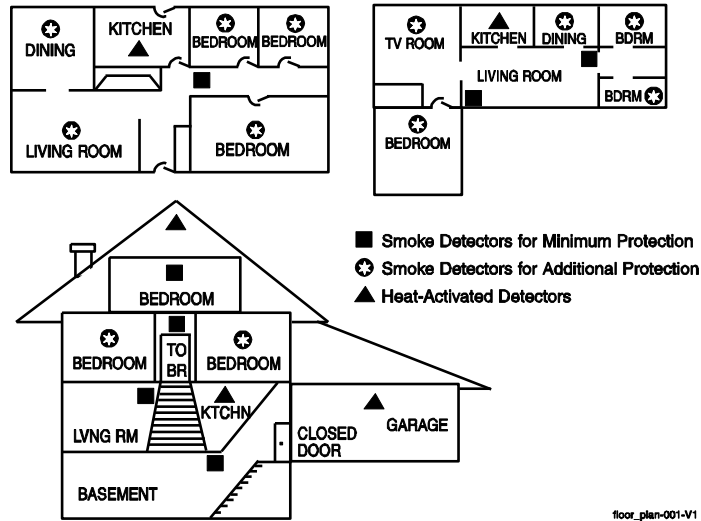 DINING
KITCHEN
BEDROOM
BEDROOM
LIVING ROOM
BEDROOM
TV ROOM
KITCHEN
DINING
BDRM
LIVING ROOM
BDRM
BEDROOM
Smoke Detectors for Minimum Protection
Smoke Detectors for Additional Protection
Heat-Activated Detectors
BEDROOM
BEDROOM
TO
BR
BEDROOM
LVNG RM
KTCHN
CLOSED
DOOR
GARAGE
BASEMENT
floor_plan-001-V1